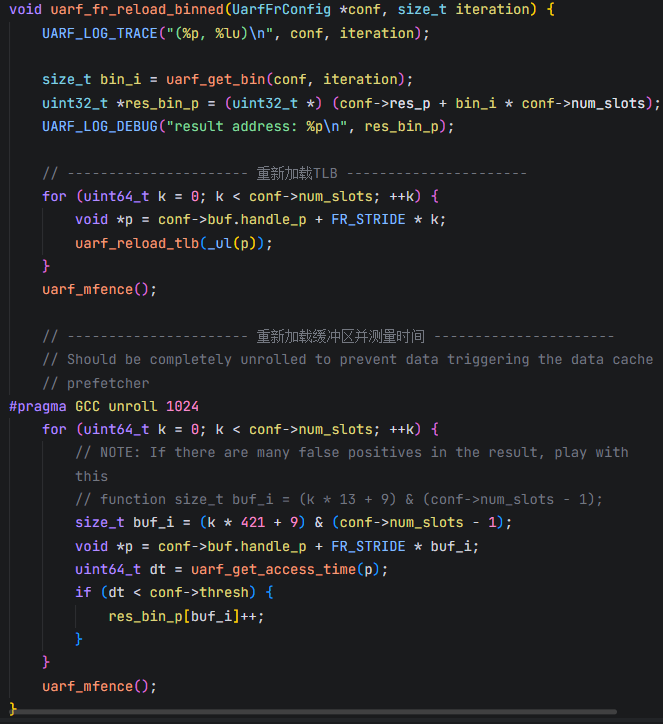 void uarf_fr_reload_binned(UarfFrConfig *conf, size_t iteration) {
    UARF_LOG_TRACE("(%p, %lu)\n", conf, iteration);

    size_t bin_i = uarf_get_bin(conf, iteration);
    uint32_t *res_bin_p = (uint32_t *) (conf->res_p + bin_i * conf->num_slots);
    UARF_LOG_DEBUG("result address: %p\n", res_bin_p);

    // ---------------------- 重新加载TLB ----------------------
    for (uint64_t k = 0; k < conf->num_slots; ++k) {
        void *p = conf->buf.handle_p + FR_STRIDE * k;
        uarf_reload_tlb(_ul(p));
    }
    uarf_mfence();

    // ---------------------- 重新加载缓冲区并测量时间 ----------------------
    // Should be completely unrolled to prevent data triggering the data cache
    // prefetcher
#pragma GCC unroll 1024
    for (uint64_t k = 0; k < conf->num_slots; ++k) {
        // NOTE: If there are many false positives in the result, play with
        this
        // function size_t buf_i = (k * 13 + 9) & (conf->num_slots - 1);
        size_t buf_i = (k * 421 + 9) & (conf->num_slots - 1);
        void *p = conf->buf.handle_p + FR_STRIDE * buf_i;
        uint64_t dt = uarf_get_access_time(p);
        if (dt < conf->thresh) {
            res_bin_p[buf_i]++;
        }
    }
    uarf_mfence();
}